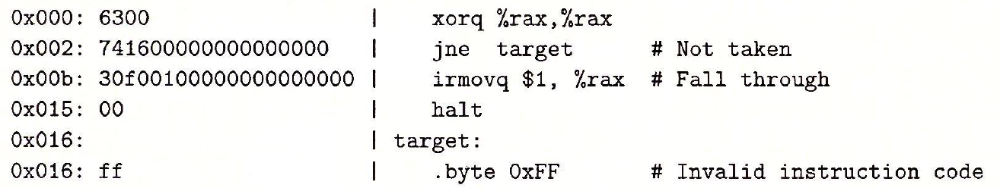 0x000: 6300                 |    xorq %rax,%rax
0x002: 741600000000000000   |    jne  target      # Not taken
0x00b: 30f00100000000000000 |    irmovq $1, %rax  # Fall through
0x015: 00                   |    halt
0x016:                      | target:
0x016: ff                   |    .byte 0xFF       # Invalid instruction code